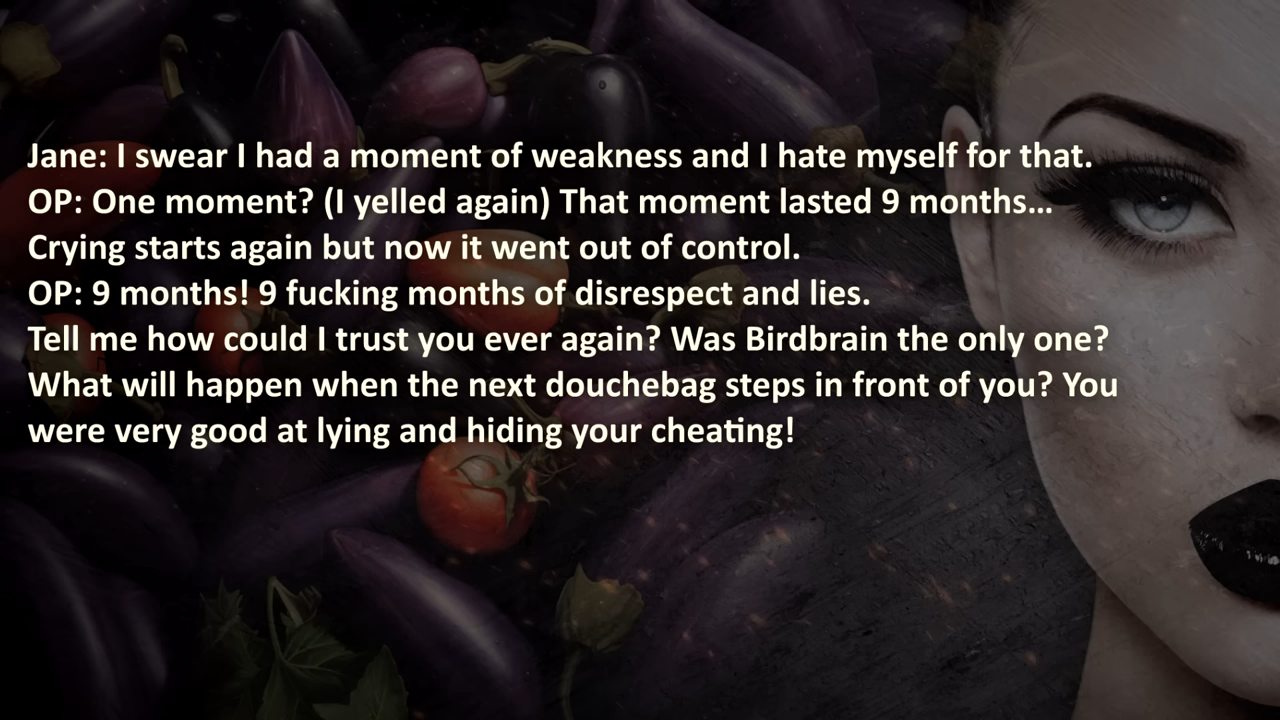 Jane: I swear I had a moment of weakness and I hate myself for that.
OP: One moment? (I yelled again) That moment lasted 9 months…
Crying starts again but now it went out of control.
OP: 9 months! 9 fucking months of disrespect and lies.
Tell me how could I trust you ever again? Was Birdbrain the only one?
What will happen when the next douchebag steps in front of you? You
were very good at lying and hiding your cheating!